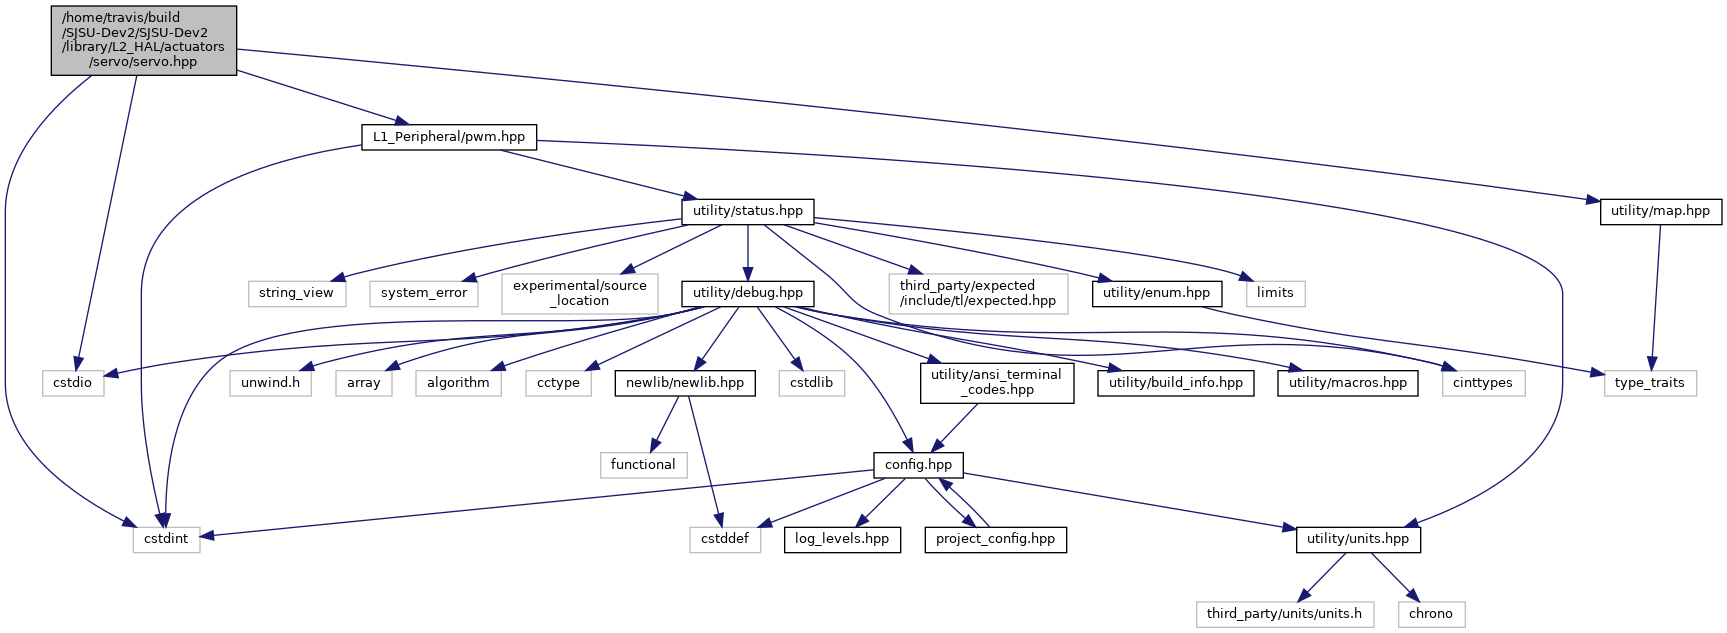 /home/travis/build
/SJSU-Dev2/SJSU-Dev2
/library/L2_HAL/actuators
/servo/servo.hpp
L1_Peripheral/pwm.hpp
utility/status.hpp
utility/map.hpp
string_view
system_error
experimental/source
_location
utility/debug.hpp
third_party/expected
/include/tl/expected.hpp
utility/enum.hpp
limits
cstdio
unwind.h
array
algorithm
cctype
newlib/newlib.hpp
cstdlib
utility/ansi_terminal
_codes.hpp
utility/build_info.hpp
utility/macros.hpp
cinttypes
type_traits
functional
config.hpp
cstdint
cstddef
log_levels.hpp
project_config.hpp
utility/units.hpp
third_party/units/units.h
chrono